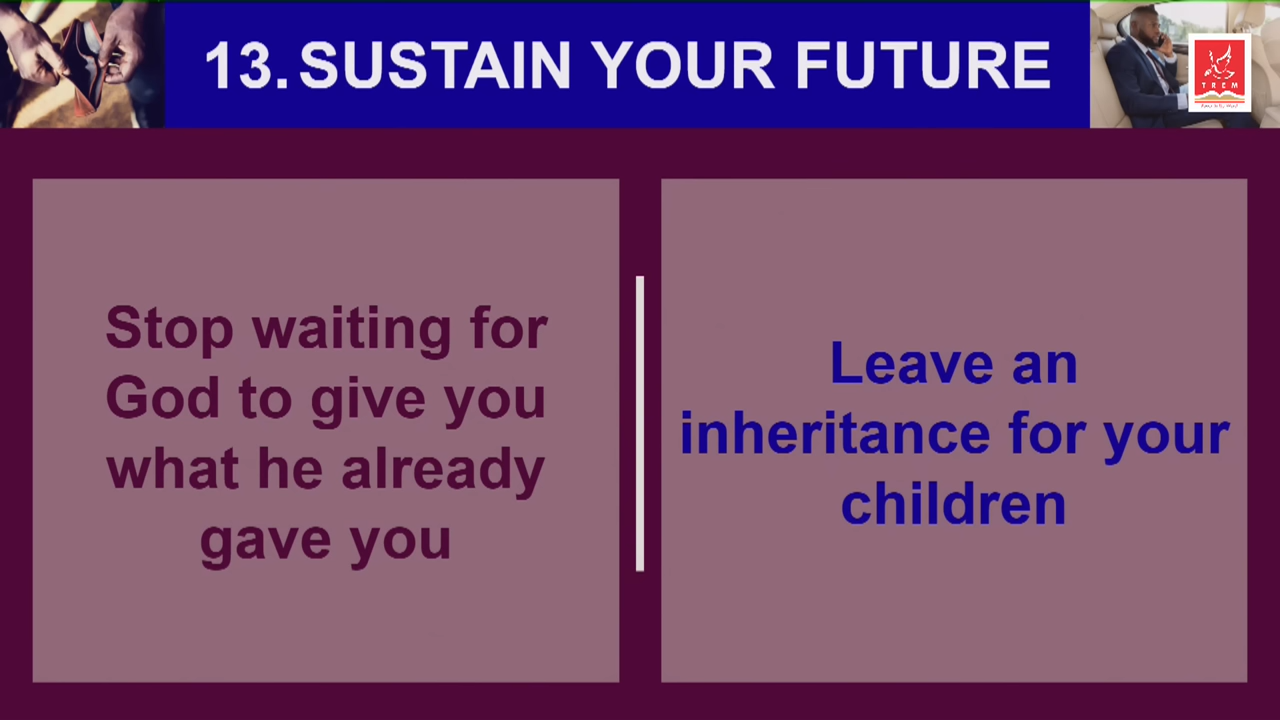 13. SUSTAIN YOUR FUTURE
TREM
Stop waiting for
God to give you
what he already
gave you
Leave an
inheritance for your
children